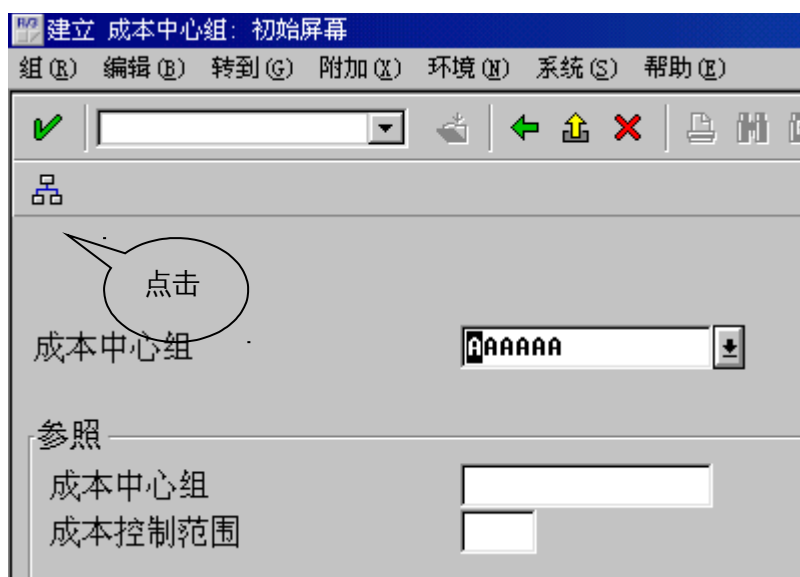 R/3 建立 成本中心组: 初始屏幕
组(R) 编辑(B) 转到(G) 附加(X) 环境(N) 系统(S) 帮助(E)
点击
成本中心组 AAAAAA
参照
成本中心组
成本控制范围